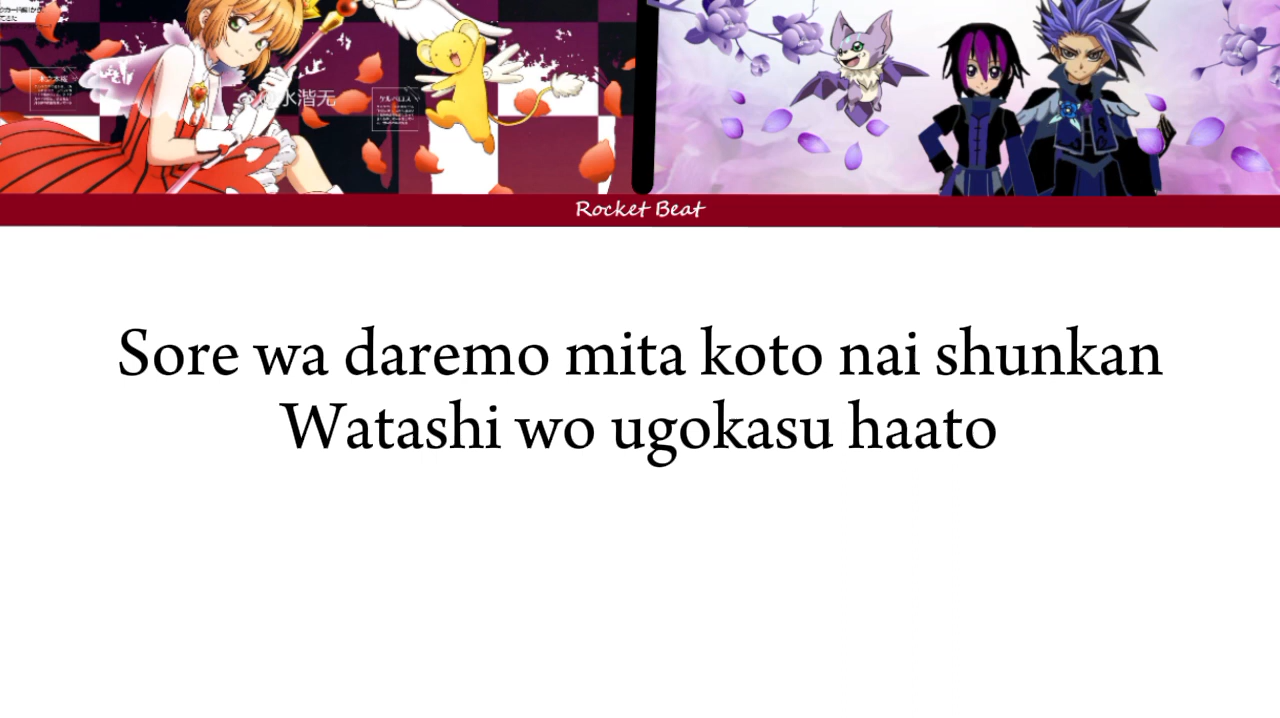 Rocket Beat
Sore wa daremo mita koto nai shunkan
Watashi wo ugokasu haato